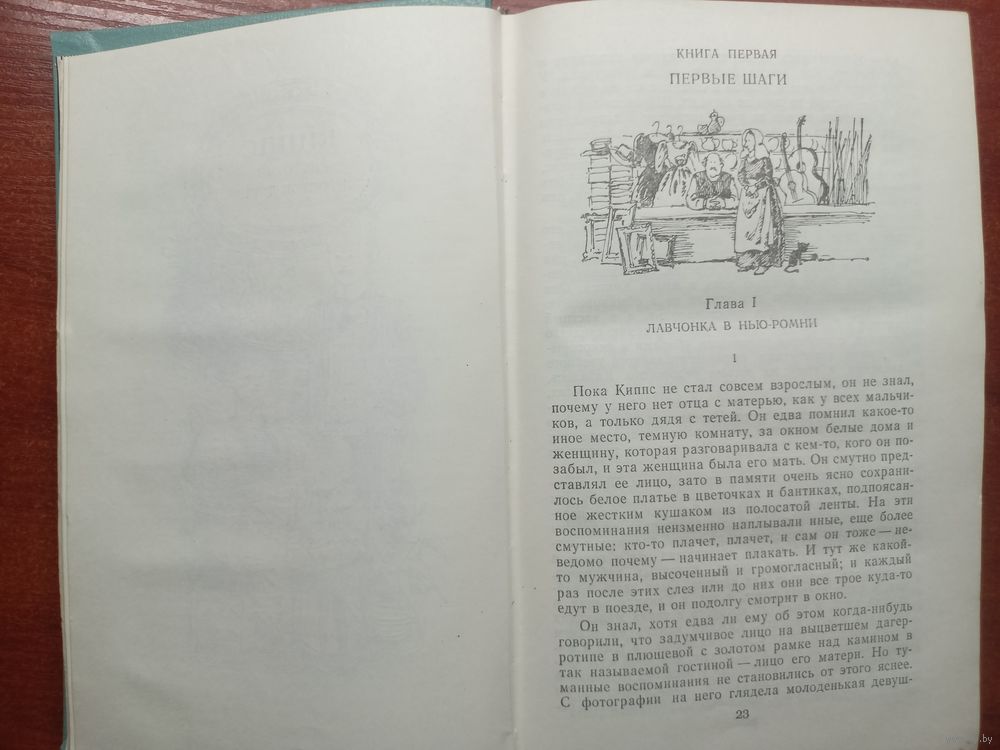 КНИГА ПЕРВАЯ
ПЕРВЫЕ ШАГИ
Глава I
ЛАВЧОНКА В НЬЮ-РОМНИ
1
Пока Киппс не стал совсем взрослым, он не знал,
почему у него нет отца с матерью, как у всех мальчи-
ков, а только дядя с тетей. Он едва помнил какое-то
иное место, темную комнату, за окном белые дома и
женщину, которая разговаривала с кем-то, кого он по-
забыл, и эта женщина была его мать. Он смутно пред-
ставлял ее лицо, зато в памяти очень ясно сохрани-
лось белое платье в цветочках и бантиках, подпоясан-
ное жестким кушаком из полосатой ленты. На эти
воспоминания неизменно наплывали иные, еще более
смутные: кто-то плачет, плачет, и сам он тоже — не-
ведомо почему — начинает плакать. И тут же какой-
то мужчина, высоченный и громогласный; и каждый
раз после этих слез или до них они все трое куда-то
едут в поезде, и он подолгу смотрит в окно.
Он знал, хотя едва ли ему об этом когда-нибудь
говорили, что задумчивое лицо на выцветшем дагер-
ротипе в плюшевой с золотом рамке над камином в
так называемой гостиной — лицо его матери. Но ту-
манные воспоминания не становились от этого яснее.
С фотографии на него глядела молоденькая девуш-
23